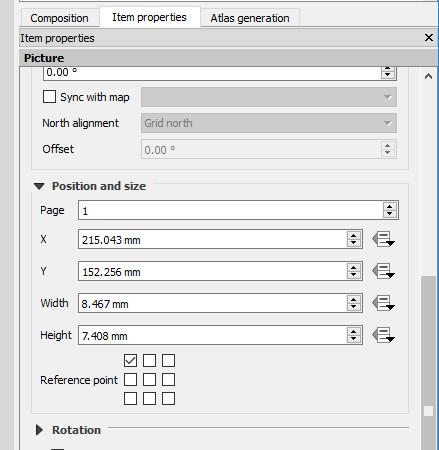 Composition Item properties Atlas generation
Item properties
Picture
0.00 °
Sync with map
North alignment Grid north
Offset 0.00 °
Position and size
Page 1
X 215.043 mm
Y 152.256 mm
Width 8.467 mm
Height 7.408 mm
Reference point
Rotation